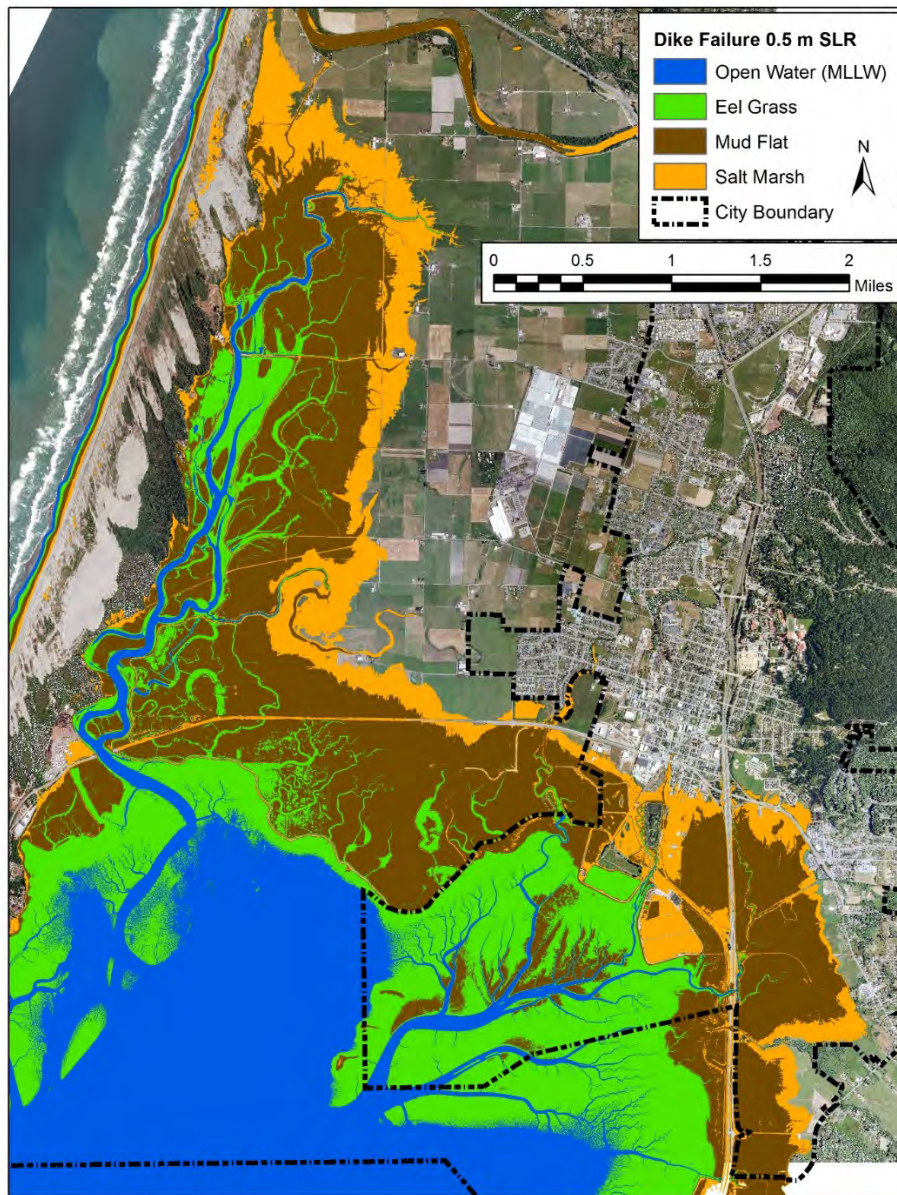 Dike Failure 0.5 m SLR
Open Water (MLLW)
Eel Grass
Mud Flat
Salt Marsh
City Boundary
N
0 0.5 1 1.5 2
Miles